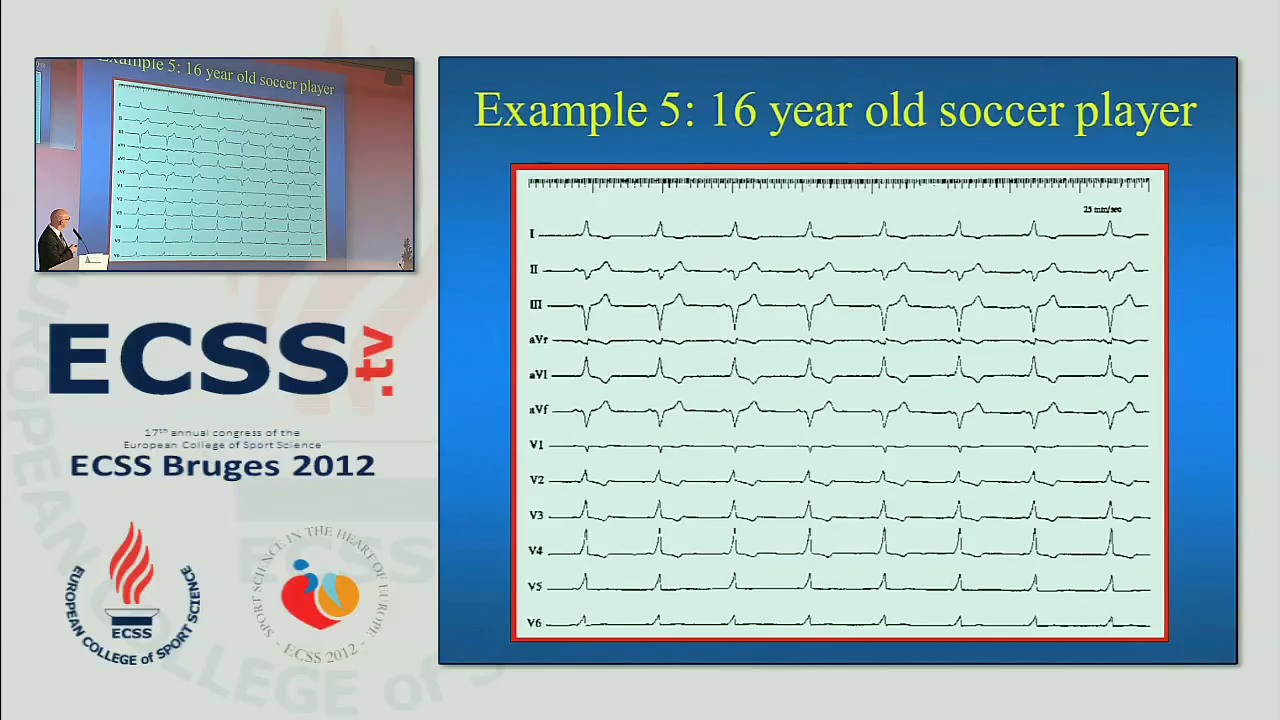 Example 5: 16 year old soccer player
ECSS
.tv
17th annual congress of the
European College of Sport Science
ECSS Bruges 2012
EUROPEAN COLLEGE of SPORT SCIENCE
ECSS
SPORT SCIENCE IN THE HEART OF EUROPE
- ECSS 2012 -
Example 5: 16 year old soccer player
25 mm/sec
I
II
III
aVr
aVl
aVf
V1
V2
V3
V4
V5
V6